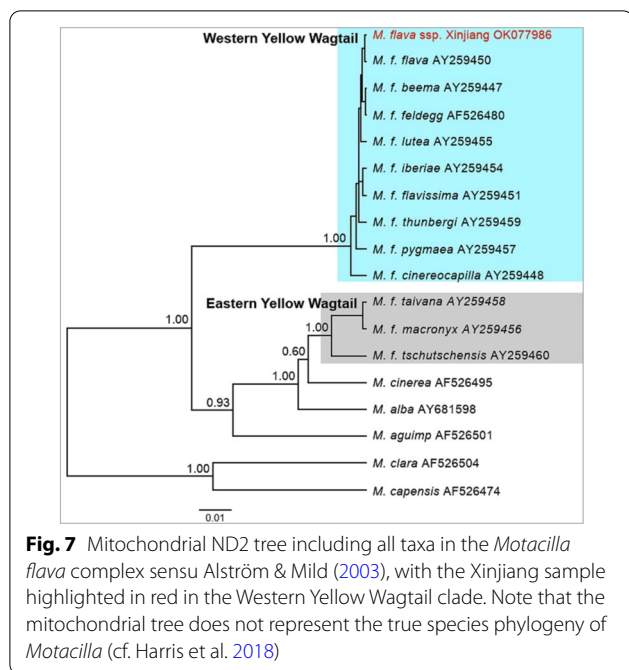 Western Yellow Wagtail
M. flava ssp. Xinjiang OK077986
M. f. flava AY259450
M. f. beema AY259447
M. f. feldegg AF526480
M. f. lutea AY259455
M. f. iberiae AY259454
M. f. flavissima AY259451
M. f. thunbergi AY259459
M. f. pygmaea AY259457
1.00
M. f. cinereocapilla AY259448
Eastern Yellow Wagtail
M. f. taivana AY259458
1.00
1.00
M. f. macronyx AY259456
M. f. tschutschensis AY259460
0.60
M. cinerea AF526495
1.00
M. alba AY681598
0.93
M. aguimp AF526501
M. clara AF526504
1.00
M. capensis AF526474
0.01
Fig. 7 Mitochondrial ND2 tree including all taxa in the Motacilla
flava complex sensu Alström & Mild (2003), with the Xinjiang sample
highlighted in red in the Western Yellow Wagtail clade. Note that the
mitochondrial tree does not represent the true species phylogeny of
Motacilla (cf. Harris et al. 2018)